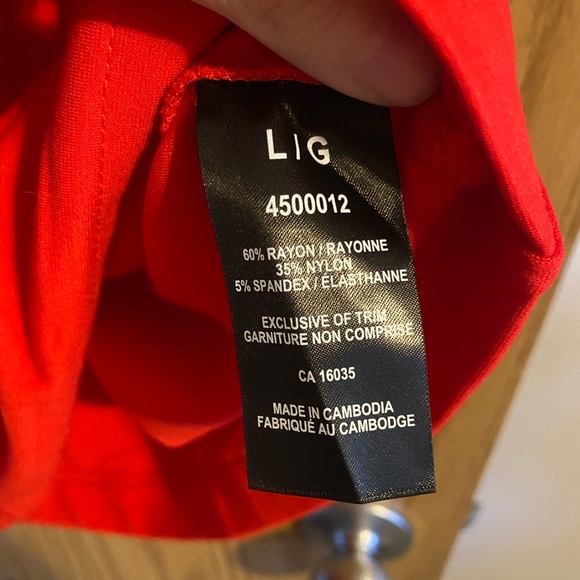 L/G
4500012
60% RAYON / RAYONNE
35% NYLON
5% SPANDEX / ÉLASTHANNE
EXCLUSIVE OF TRIM
GARNITURE NON COMPRISE
CA 16035
MADE IN CAMBODIA
FABRIQUÉ AU CAMBODGE